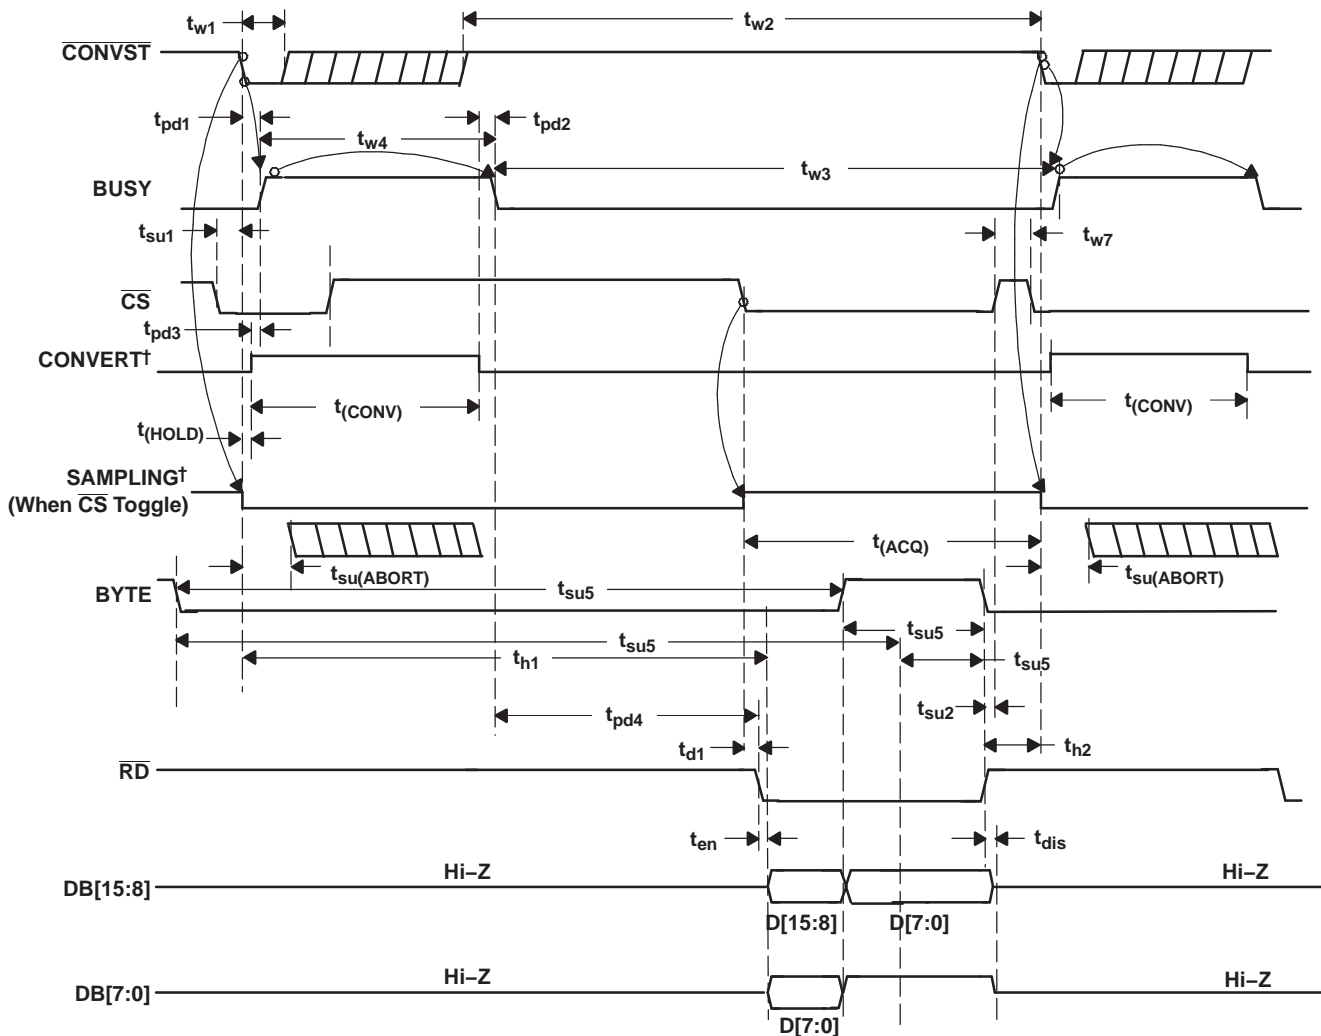 tw1
tw2
CONVST
tpd1
tw4
tpd2
BUSY
tw3
tsu1
tw7
CS
tpd3
CONVERT†
t(CONV)
t(CONV)
t(HOLD)
SAMPLING†
(When CS Toggle)
t(ACQ)
tsu(ABORT)
tsu(ABORT)
BYTE
tsu5
tsu5
tsu5
th1
tsu5
tpd4
tsu2
td1
th2
RD
ten
tdis
Hi–Z
Hi–Z
DB[15:8]
D[15:8]
D[7:0]
Hi–Z
Hi–Z
DB[7:0]
D[7:0]